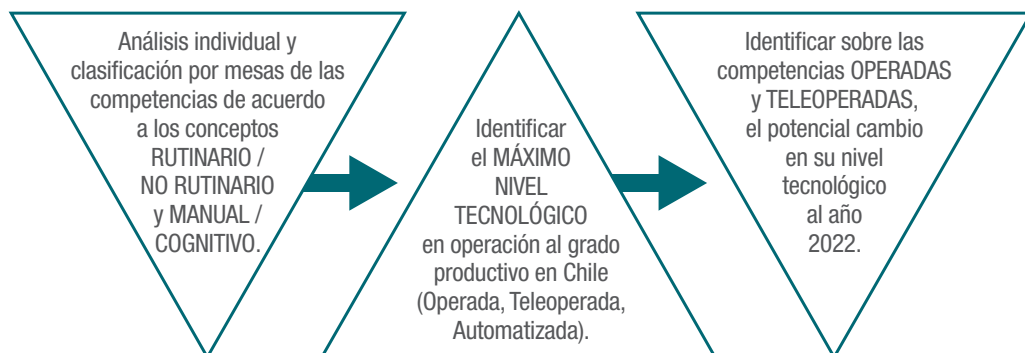 Análisis individual y
clasificación por mesas de las
competencias de acuerdo
a los conceptos
RUTINARIO /
NO RUTINARIO
y MANUAL /
COGNITIVO.
Identificar
el MÁXIMO
NIVEL
TECNOLÓGICO
en operación al grado
productivo en Chile
(Operada, Teleoperada,
Automatizada).
Identificar sobre las
competencias OPERADAS
y TELEOPERADAS,
el potencial cambio
en su nivel
tecnológico
al año
2022.